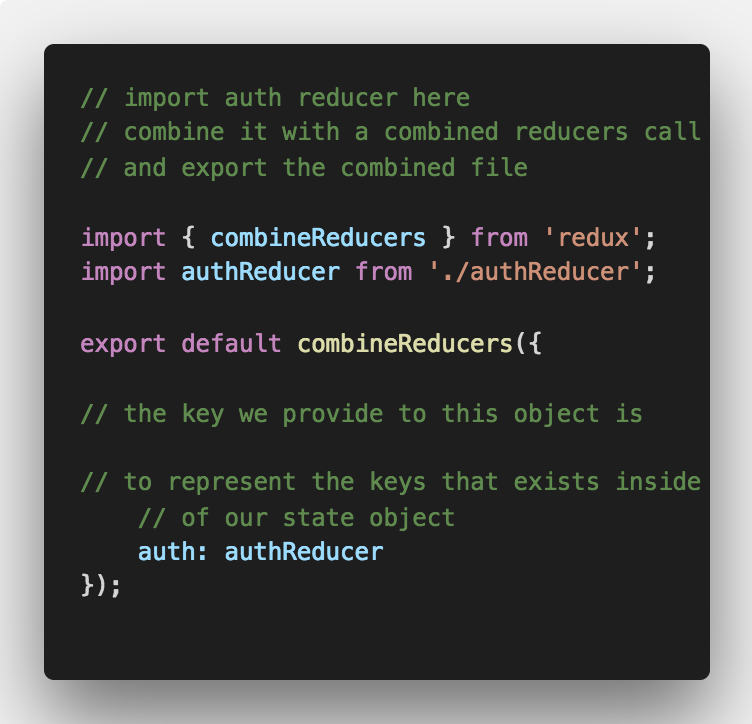 // import auth reducer here
// combine it with a combined reducers call
// and export the combined file
import { combineReducers } from 'redux';
import authReducer from './authReducer';
export default combineReducers({
// the key we provide to this object is
// to represent the keys that exists inside
// of our state object
auth: authReducer
});